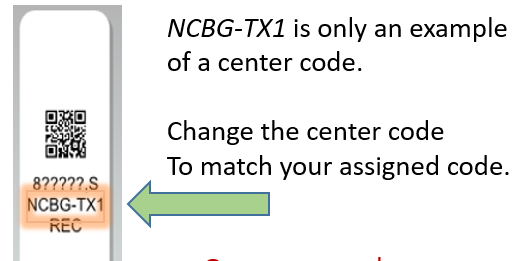 NCBG-TX1 is only an example
of a center code.
Change the center code
To match your assigned code.
8?????.S
NCBG-TX1
REC